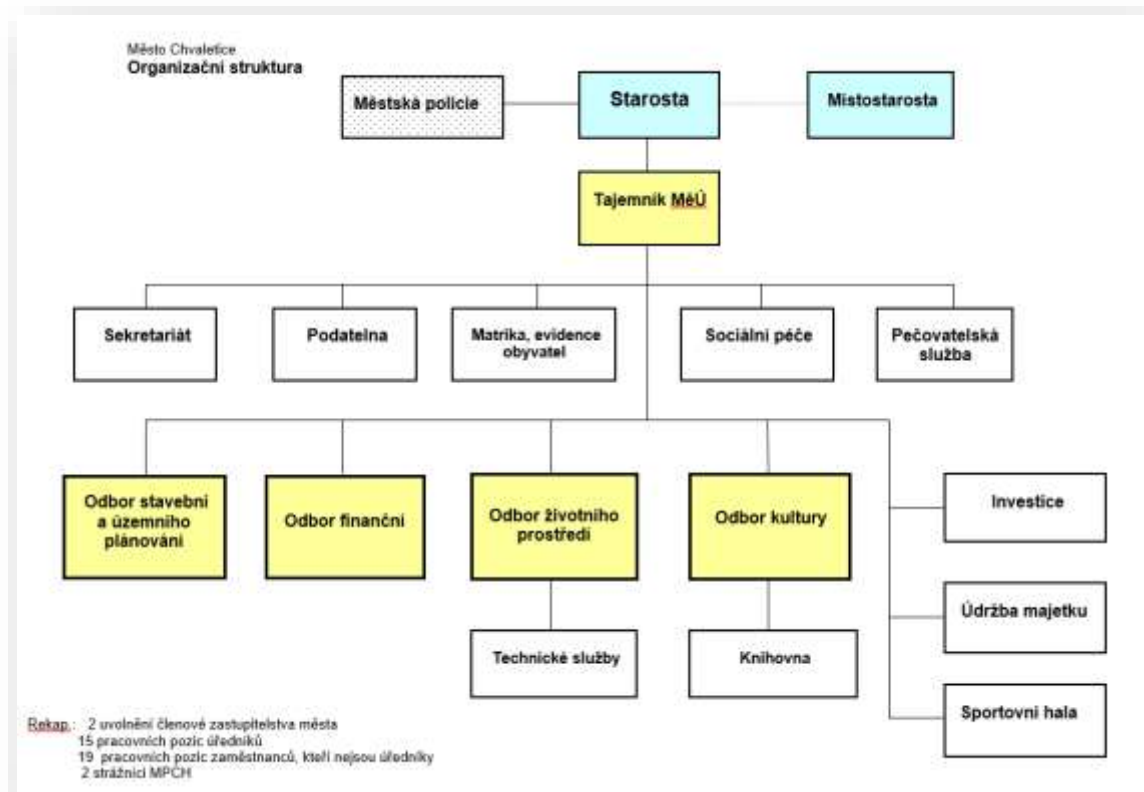 Město Chvaletice
Organizační struktura
Městská policie
Starosta
Místostarosta
Tajemník MěÚ
Sekretariát
Podatelna
Matrika, evidence
obyvatel
Sociální péče
Pečovatelská
služba
Odbor stavební
a územního
plánování
Odbor finanční
Odbor životního
prostředí
Odbor kultury
Investice
Údržba majetku
Technické služby
Knihovna
Sportovní hala
Rekap.: 2 uvolnění členové zastupitelstva města
15 pracovních pozic úředníků
19 pracovních pozic zaměstnanců, kteří nejsou úředníky
2 strážníci MPCH